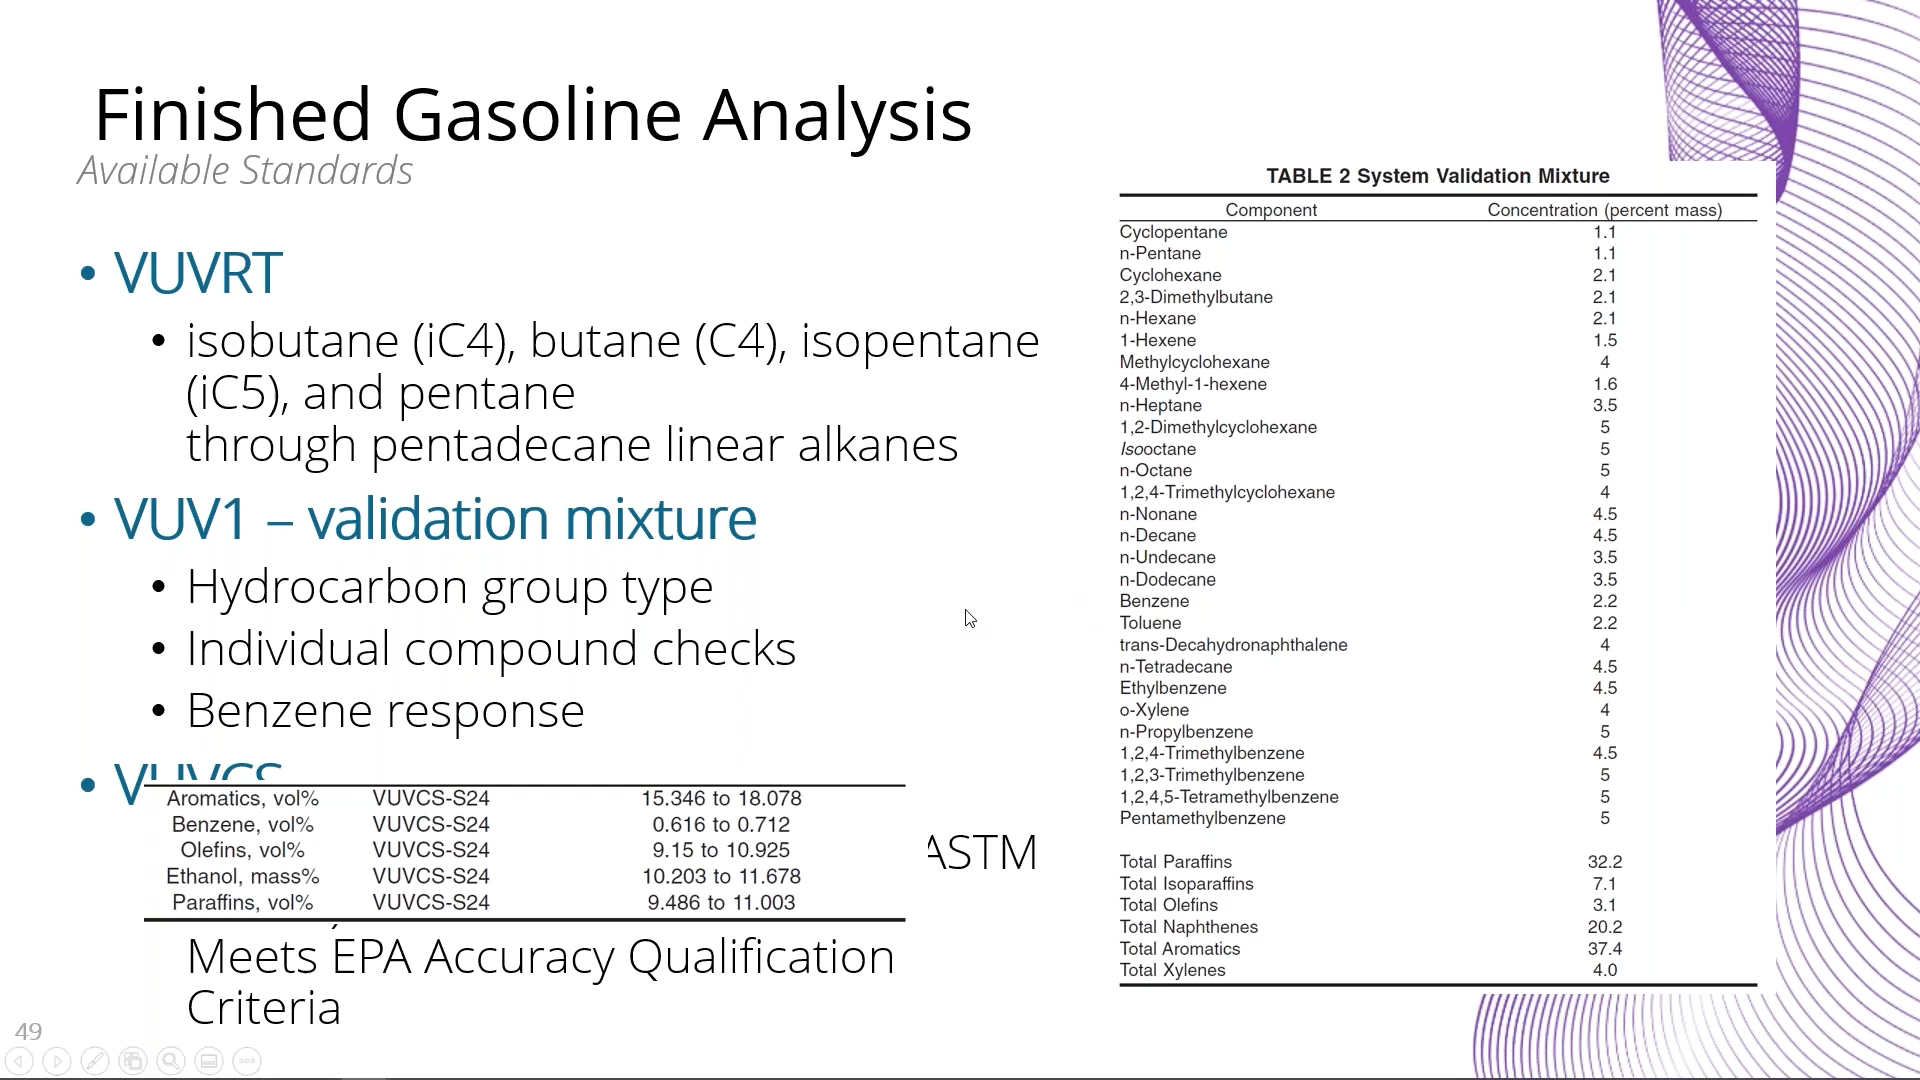 Finished Gasoline Analysis
Available Standards
• VUVRT
• isobutane (iC4), butane (C4), isopentane
(iC5), and pentane
through pentadecane linear alkanes
• VUV1 – validation mixture
• Hydrocarbon group type
• Individual compound checks
• Benzene response
• VUVCS
Aromatics, vol% VUVCS-S24 15.346 to 18.078
Benzene, vol% VUVCS-S24 0.616 to 0.712
Olefins, vol% VUVCS-S24 9.15 to 10.925
Ethanol, mass% VUVCS-S24 10.203 to 11.678
Paraffins, vol% VUVCS-S24 9.486 to 11.003
ASTM
Meets EPA Accuracy Qualification
Criteria
TABLE 2 System Validation Mixture
Component Concentration (percent mass)
Cyclopentane 1.1
n-Pentane 1.1
Cyclohexane 2.1
2,3-Dimethylbutane 2.1
n-Hexane 2.1
1-Hexene 1.5
Methylcyclohexane 4
4-Methyl-1-hexene 1.6
n-Heptane 3.5
1,2-Dimethylcyclohexane 5
Isooctane 5
n-Octane 5
1,2,4-Trimethylcyclohexane 4
n-Nonane 4.5
n-Decane 4.5
n-Undecane 3.5
n-Dodecane 3.5
Benzene 2.2
Toluene 2.2
trans-Decahydronaphthalene 4
n-Tetradecane 4.5
Ethylbenzene 4.5
o-Xylene 4
n-Propylbenzene 5
1,2,4-Trimethylbenzene 4.5
1,2,3-Trimethylbenzene 5
1,2,4,5-Tetramethylbenzene 5
Pentamethylbenzene 5
Total Paraffins 32.2
Total Isoparaffins 7.1
Total Olefins 3.1
Total Naphthenes 20.2
Total Aromatics 37.4
Total Xylenes 4.0
49